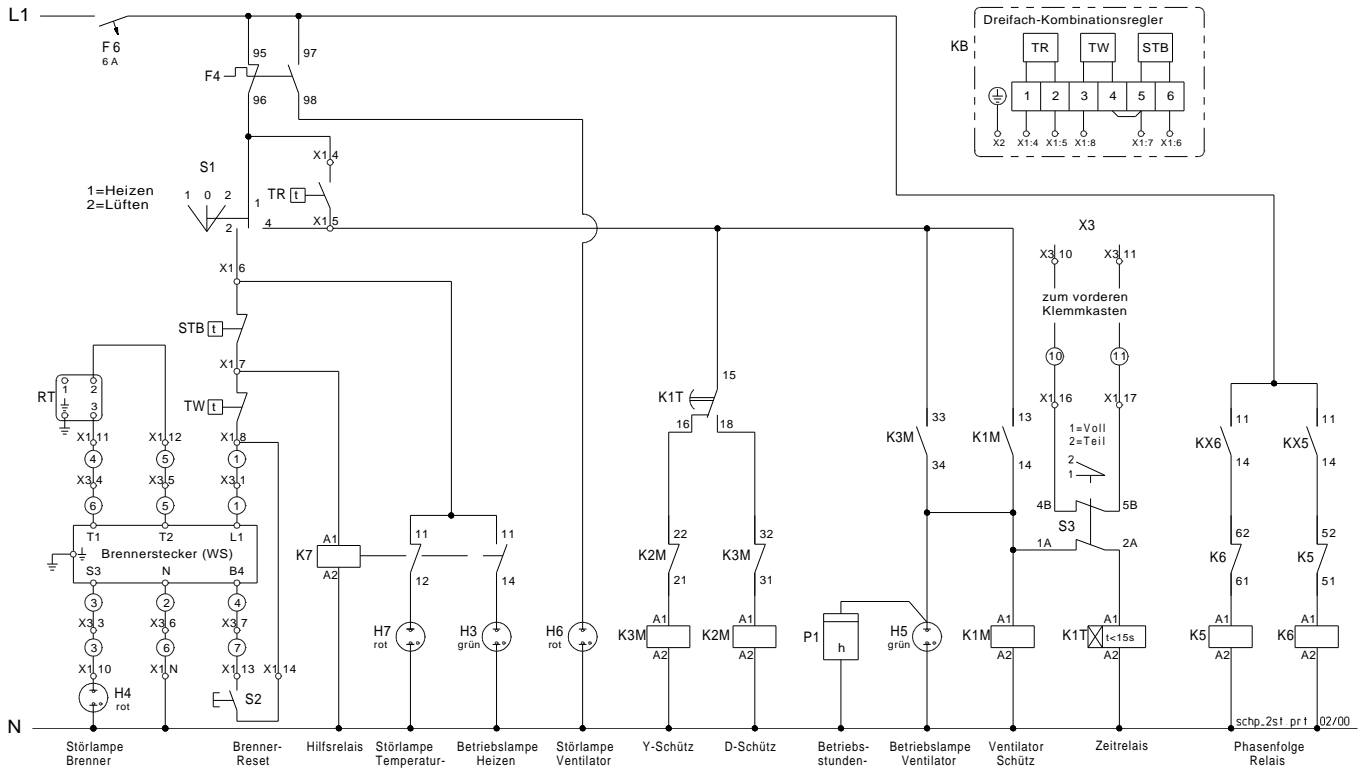 L1
F6
6 A
95
97
F4
96
98
Dreifach-Kombinationsregler
KB
TR
TW
STB
1
2
3
4
5
6
X2
X1:4
X1:5
X1:8
X1:7
X1:6
S1
1=Heizen
2=Lüften
1 0 2
1
2
4
X1 4
TR
t
X1 5
X1 6
STB
t
X1 7
TW
t
X1 8
X3
X3 10
X3 11
zum vorderen
Klemmkasten
10
11
X1 16
X1 17
1=Voll
2=Teil
2
1
4B
5B
S3
1A
2A
RT
1
2
3
X1 11
X1 12
4
5
1
X3 4
X3 5
X3 1
6
5
1
T1
T2
L1
Brennerstecker (WS)
S3
N
B4
3
2
4
X3 3
X3 6
X3 7
3
6
7
X1 10
X1 N
X1 13
X1 14
H4
rot
S2
A1
K7
A2
11
12
11
14
H7
rot
H3
grün
H6
rot
15
K1T
16
18
22
K2M
21
32
K3M
31
A1
K3M
A2
A1
K2M
A2
P1
h
33
K3M
34
13
K1M
14
H5
grün
A1
K1M
A2
A1
K1T
t<15s
A2
11
KX6
14
11
KX5
14
62
K6
61
52
K5
51
A1
K5
A2
A1
K6
A2
schp_2st.prt 02/00
N
Störlampe
Brenner
Brenner-
Reset
Hilfsrelais
Störlampe
Temperatur-
Betriebslampe
Heizen
Störlampe
Ventilator
Y-Schütz
D-Schütz
Betriebs-
stunden-
Betriebslampe
Ventilator
Ventilator
Schütz
Zeitrelais
Phasenfolge
Relais